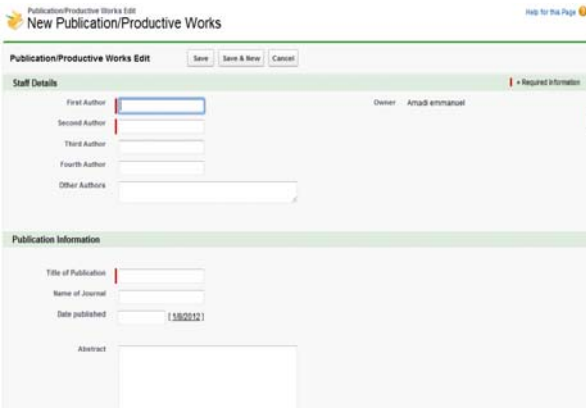 Publication/Productive Works Edit
New Publication/Productive Works
Help for this Page
Publication/Productive Works Edit Save Save & New Cancel
Staff Details = Required Information
First Author Owner Amadi emmanuel
Second Author
Third Author
Fourth Author
Other Authors
Publication Information
Title of Publication
Name of Journal
Date published [ 1/8/2012 ]
Abstract